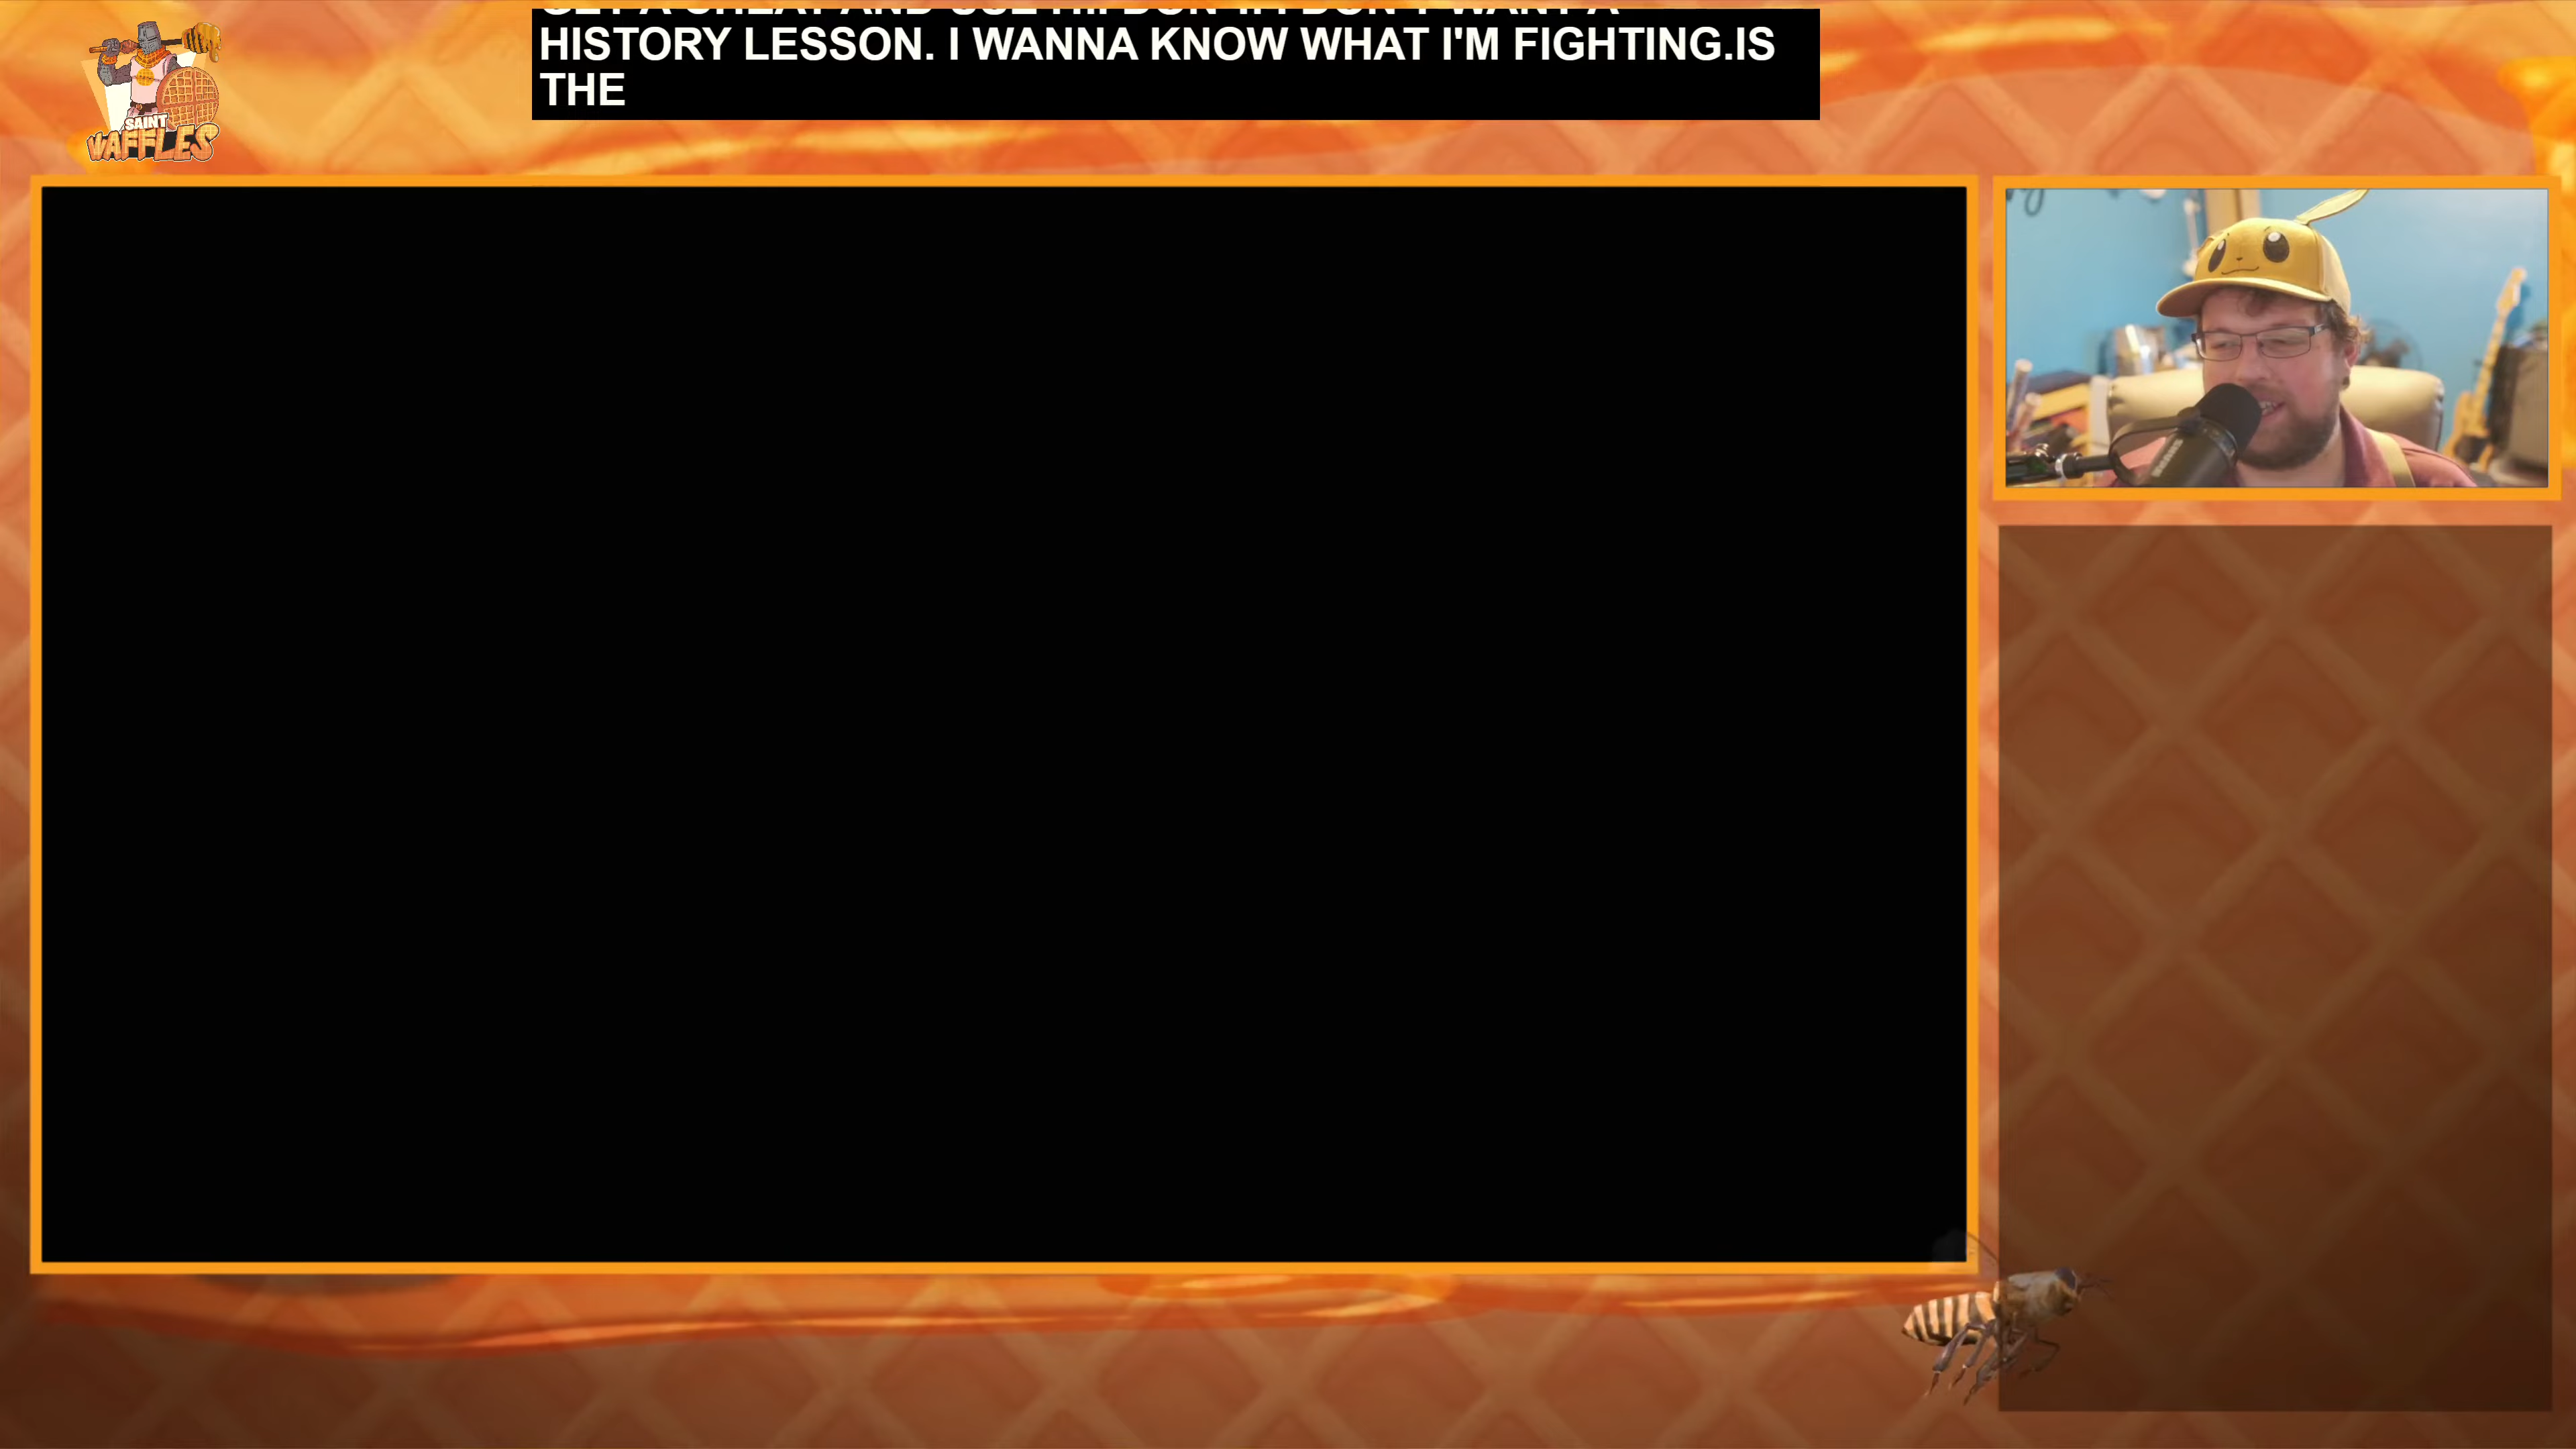 SAINT
WAFFLES
HISTORY LESSON. I WANNA KNOW WHAT I'M FIGHTING.IS
THE